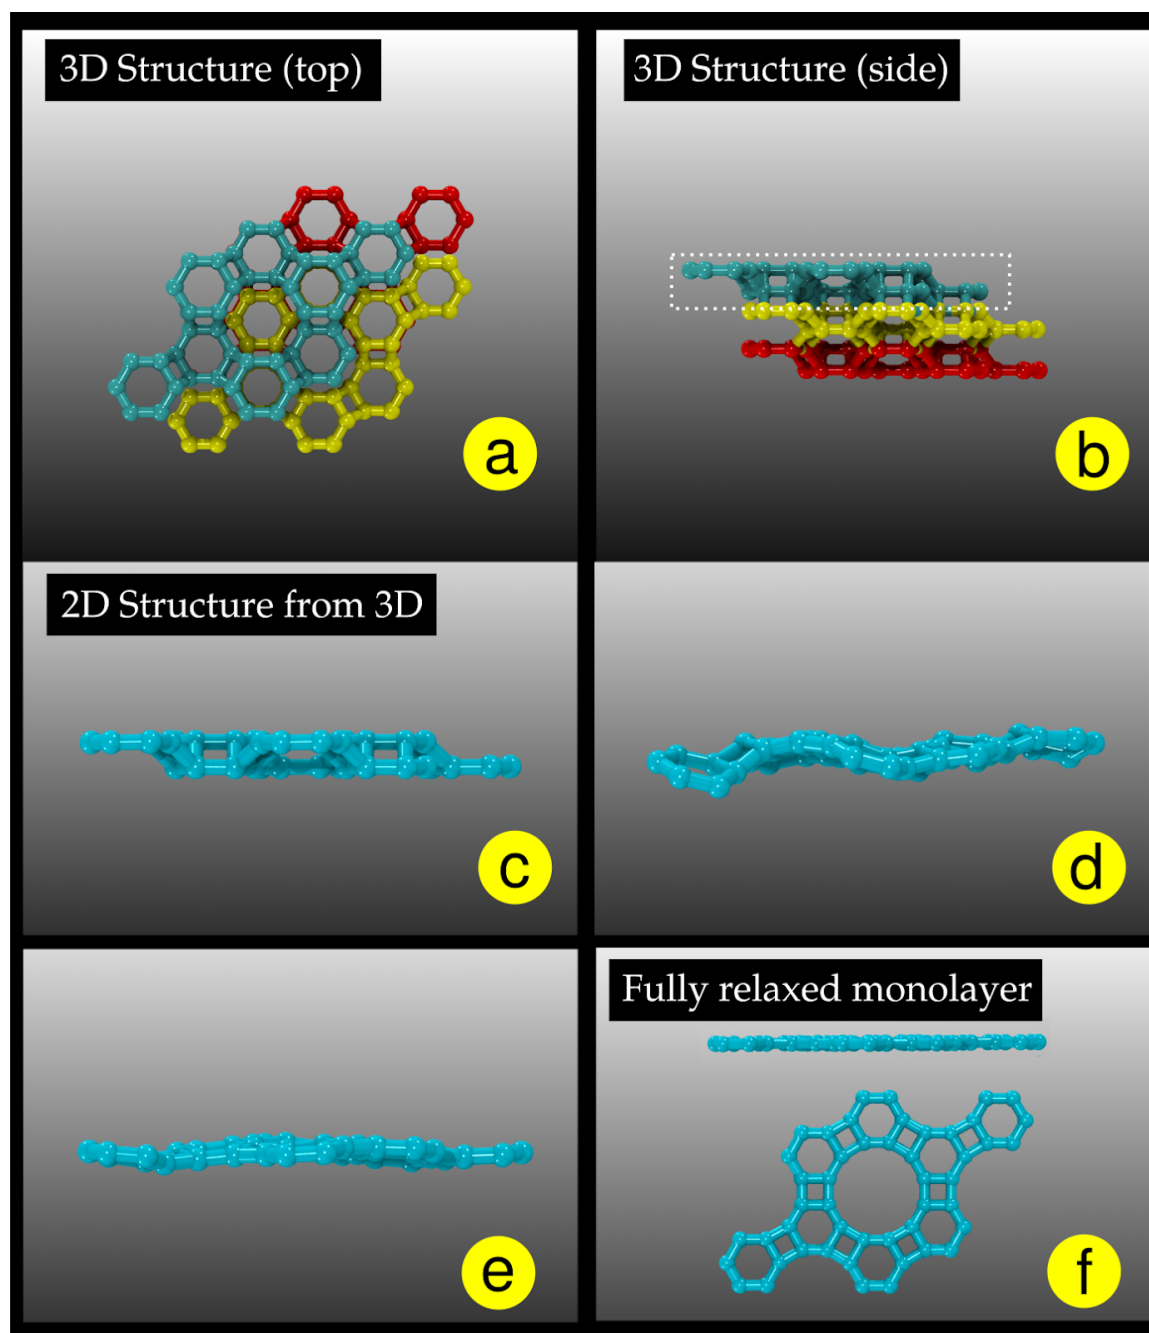 3D Structure (top)
3D Structure (side)
a
b
2D Structure from 3D
c
d
Fully relaxed monolayer
e
f